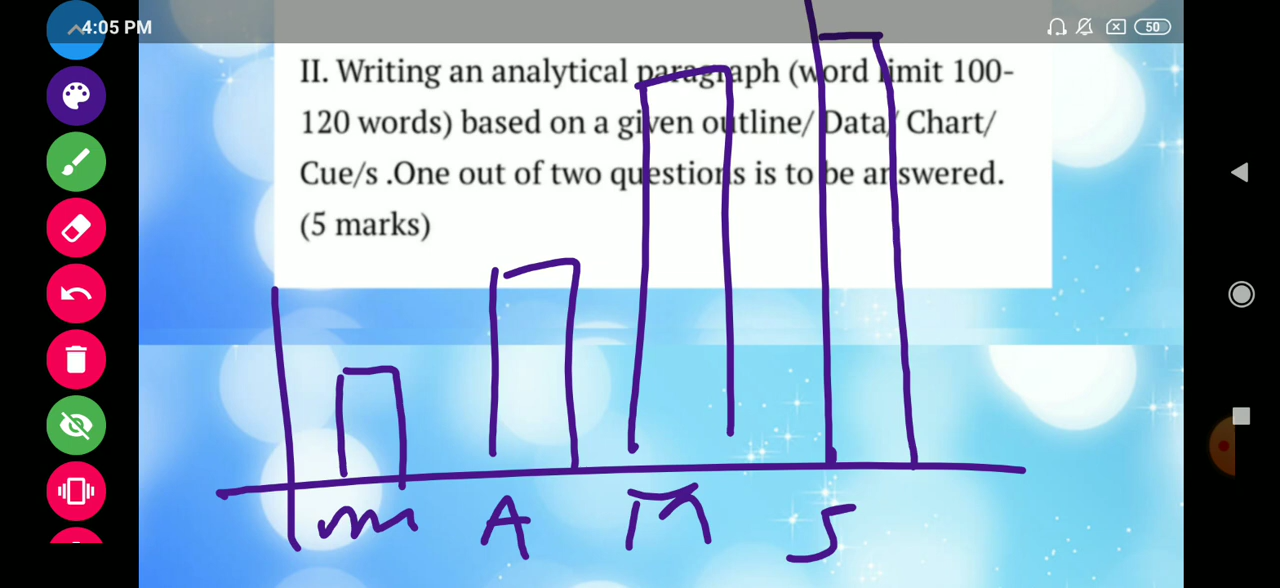 4:05 PM
50
II. Writing an analytical paragraph (word limit 100-
120 words) based on a given outline/ Data/ Chart/
Cue/s .One out of two questions is to be answered.
(5 marks)
m A M J